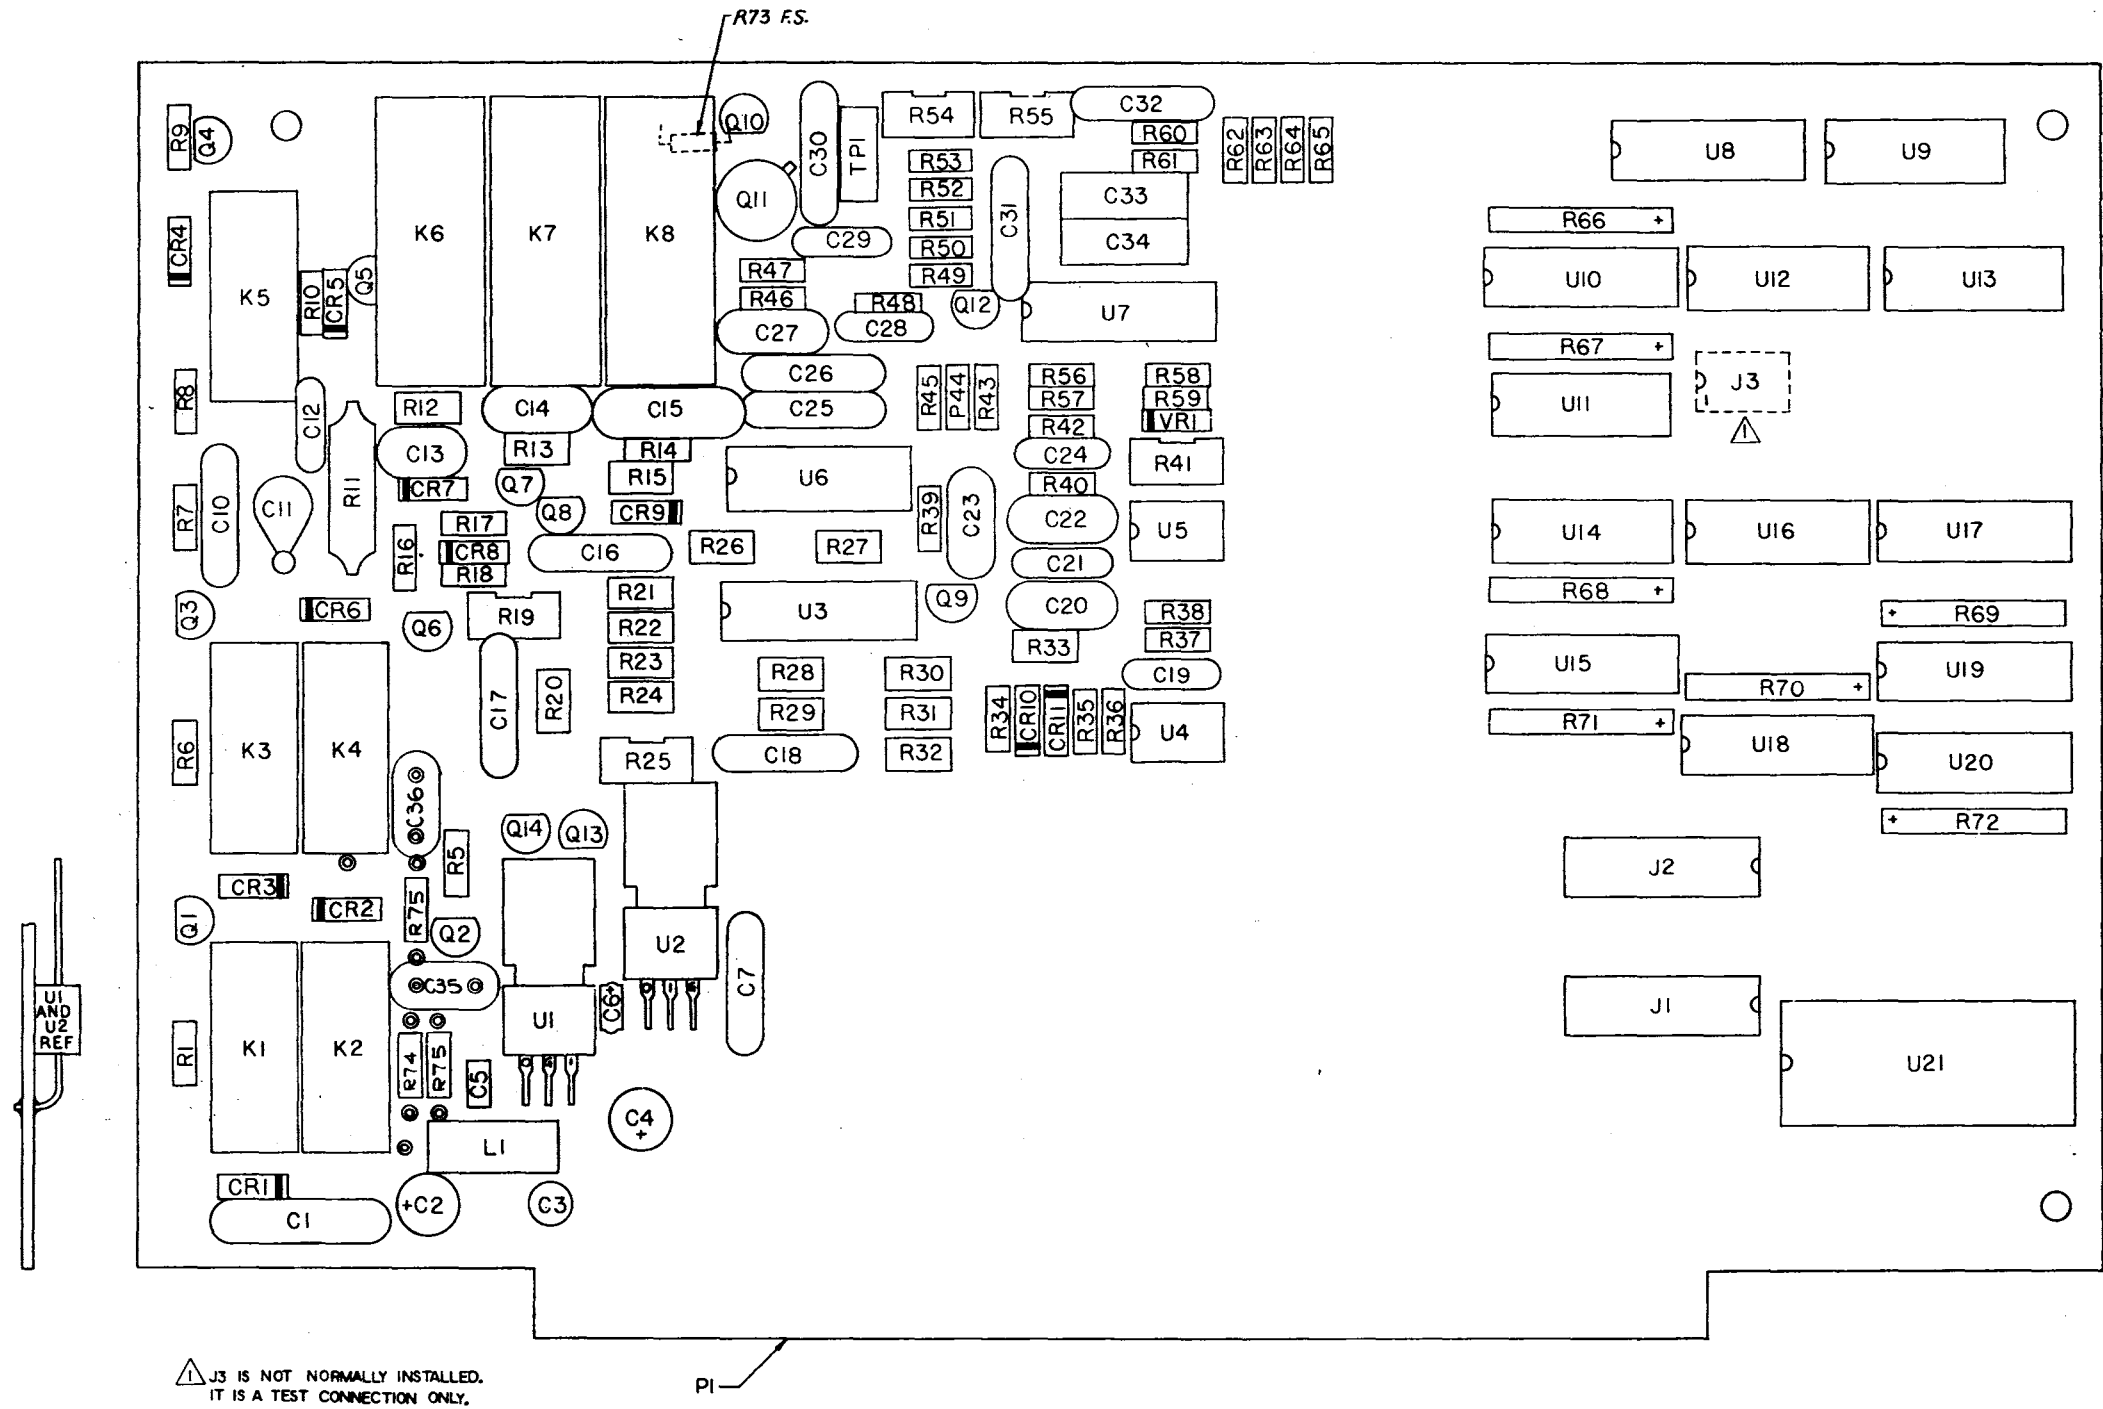 R73 F.S.
R9
Q4
Q10
C30
TP1
R54
R55
C32
R60
R61
R62
R63
R64
R65
U8
U9
R53
R52
R51
R50
R49
C31
C33
C34
Q11
C29
CR4
K5
R10
CR5
Q5
K6
K7
K8
R47
R46
R48
C27
C28
Q12
U7
R66 +
U10
U12
U13
R67 +
U11
J3
1
R8
C12
R12
C14
C15
C26
C25
R45
P44
R43
R56
R57
R42
R58
R59
VR1
C13
R13
R14
R15
U6
C24
R41
R40
R7
C10
C11
R11
CR7
Q7
Q8
CR9
R17
CR8
R18
R16
C16
R26
R27
R39
C23
C22
C21
U5
U14
U16
U17
Q3
CR6
Q6
R19
R21
R22
R23
R24
U3
Q9
C20
R33
R38
R37
C19
R68 +
+ R69
U15
R70 +
U19
R71 +
U18
U20
+ R72
R6
K3
K4
C17
R20
R28
R29
R30
R31
R32
R34
CR10
CR11
R35
R36
U4
R25
C18
C36
R5
Q14
Q13
CR3
CR2
R75
Q2
Q1
C35
U2
C7
J2
J1
U21
U1
AND
U2
REF
R1
K1
K2
R74
R75
C5
U1
C6+
C4
+
L1
CR1
C1
+C2
C3
1 J3 IS NOT NORMALLY INSTALLED.
IT IS A TEST CONNECTION ONLY.
P1